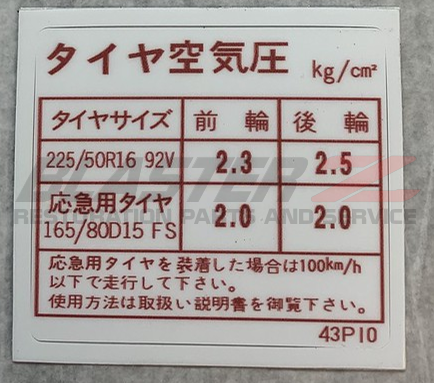 タイヤ空気圧 kg/cm²
タイヤサイズ 前輪 後輪
225/50R16 92V 2.3 2.5
応急用タイヤ
165/80D15 FS 2.0 2.0
応急用タイヤを装着した場合は100km/h
以下で走行して下さい。
使用方法は取扱い説明書を御覧下さい。
43P10
BLASTER Z
RESTORATION PARTS AND SERVICE